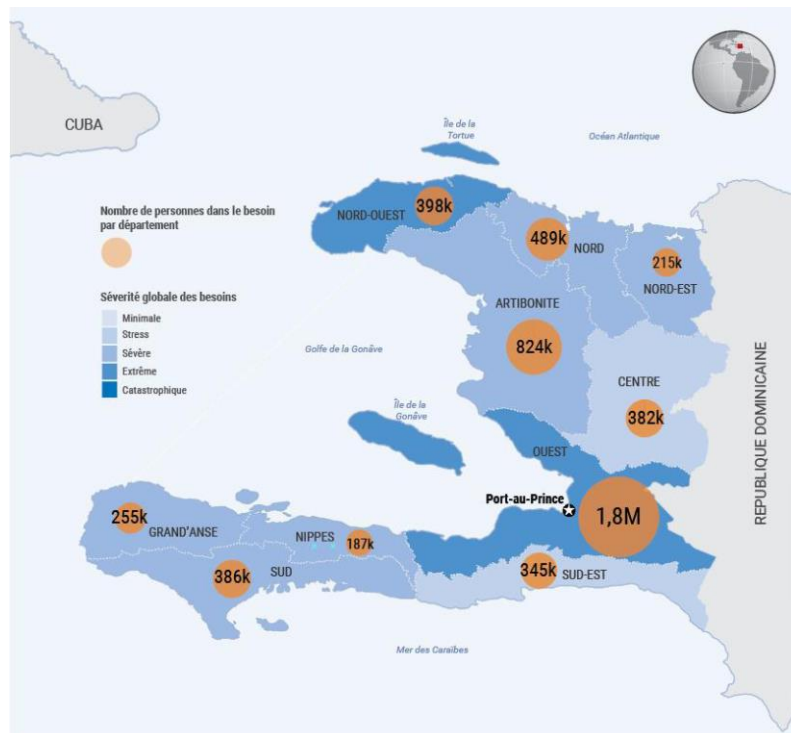 CUBA
Île de la
Tortue
Océan Atlantique
Nombre de personnes dans le besoin
par département
NORD-OUEST
398k
489k
NORD
215k
NORD-EST
Sévérité globale des besoins
Minimale
Stress
Sévère
Extrême
Catastrophique
ARTIBONITE
824k
Golfe de la Gonâve
CENTRE
382k
Île de la
Gonâve
OUEST
REPUBLIQUE DOMINICAINE
Port-au-Prince
1,8M
255k
GRAND'ANSE
NIPPES
187k
386k
SUD
345k
SUD-EST
Mer des Caraïbes